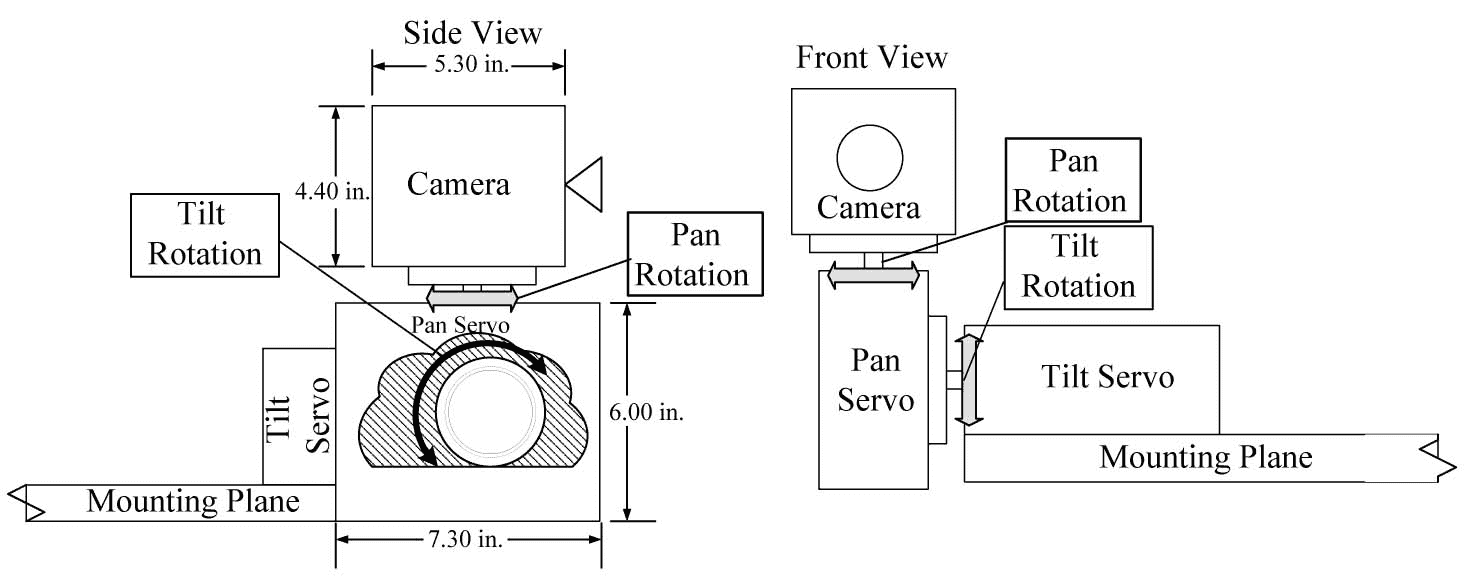 Side View
5.30 in.
4.40 in.
Camera
Tilt
Rotation
Pan
Rotation
Pan Servo
Tilt
Servo
6.00 in.
Mounting Plane
7.30 in.
Front View
Camera
Pan
Rotation
Tilt
Rotation
Pan
Servo
Tilt Servo
Mounting Plane